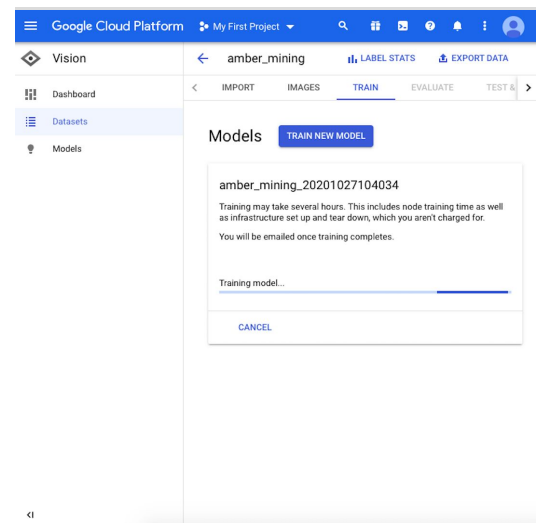 Google Cloud Platform
My First Project
Vision
amber_mining
LABEL STATS
EXPORT DATA
Dashboard
Datasets
Models
IMPORT
IMAGES
TRAIN
EVALUATE
TEST &
Models
TRAIN NEW MODEL
amber_mining_20201027104034
Training may take several hours. This includes node training time as well
as infrastructure set up and tear down, which you aren't charged for.
You will be emailed once training completes.
Training model...
CANCEL